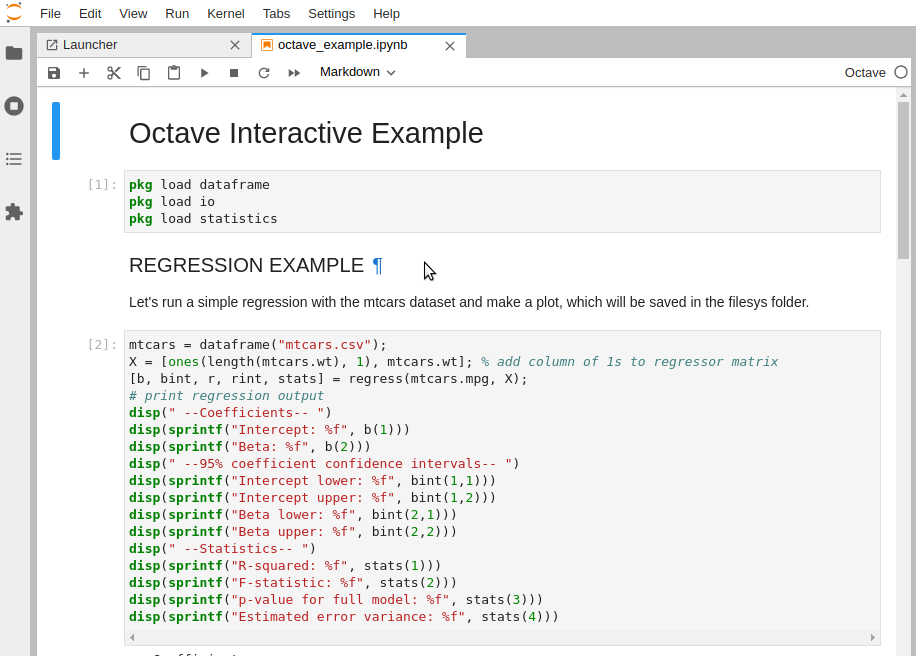 File Edit View Run Kernel Tabs Settings Help
Launcher
octave_example.ipynb
Markdown
Octave
Octave Interactive Example
[1]:
pkg load dataframe
pkg load io
pkg load statistics
REGRESSION EXAMPLE ¶
Let's run a simple regression with the mtcars dataset and make a plot, which will be saved in the filesys folder.
[2]:
mtcars = dataframe("mtcars.csv");
X = [ones(length(mtcars.wt), 1), mtcars.wt]; % add column of 1s to regressor matrix
[b, bint, r, rint, stats] = regress(mtcars.mpg, X);
# print regression output
disp(" --Coefficients-- ")
disp(sprintf("Intercept: %f", b(1)))
disp(sprintf("Beta: %f", b(2)))
disp(" --95% coefficient confidence intervals-- ")
disp(sprintf("Intercept lower: %f", bint(1,1)))
disp(sprintf("Intercept upper: %f", bint(1,2)))
disp(sprintf("Beta lower: %f", bint(2,1)))
disp(sprintf("Beta upper: %f", bint(2,2)))
disp(" --Statistics-- ")
disp(sprintf("R-squared: %f", stats(1)))
disp(sprintf("F-statistic: %f", stats(2)))
disp(sprintf("p-value for full model: %f", stats(3)))
disp(sprintf("Estimated error variance: %f", stats(4)))